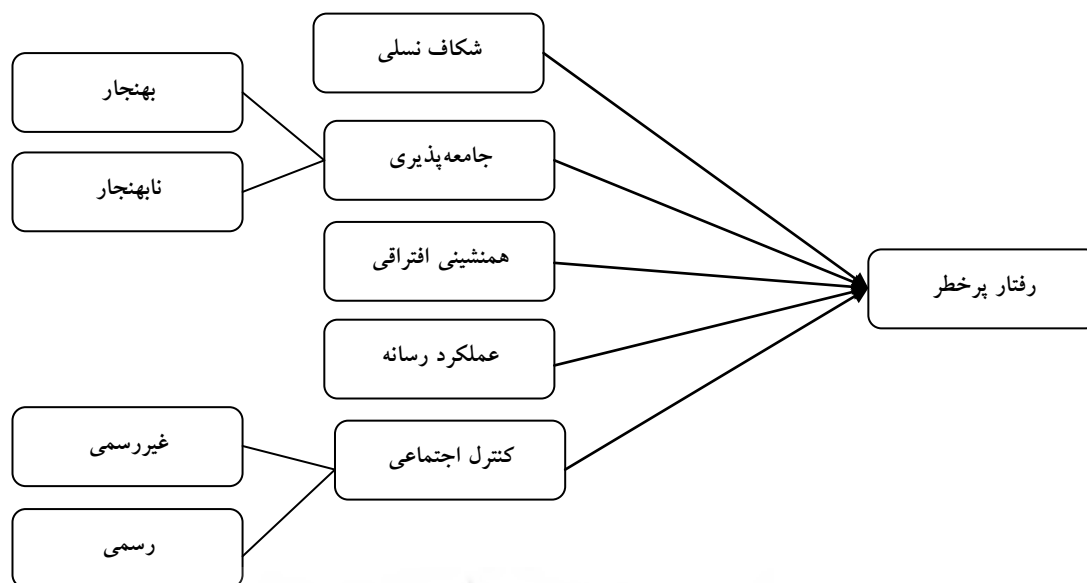 شکاف نسلی
بهنجار
جامعه‌پذیری
نابهنجار
همنشینی افتراقی
رفتار پرخطر
عملکرد رسانه
غیررسمی
کنترل اجتماعی
رسمی